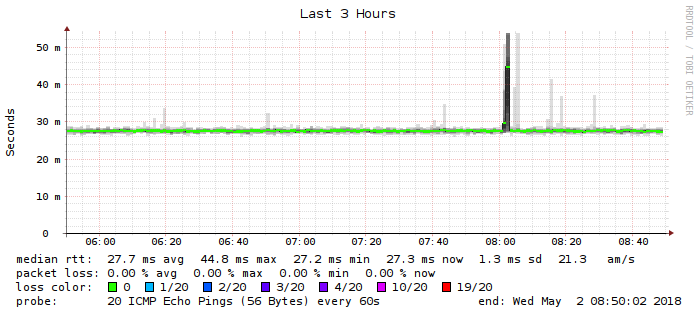 Last 3 Hours
RRDTOOL / TOBI OETIKER
Seconds
50 m
40 m
30 m
20 m
10 m
0
06:00 06:20 06:40 07:00 07:20 07:40 08:00 08:20 08:40
median rtt: 27.7 ms avg 44.8 ms max 27.2 ms min 27.3 ms now 1.3 ms sd 21.3 am/s
packet loss: 0.00 % avg 0.00 % max 0.00 % min 0.00 % now
loss color: 0 1/20 2/20 3/20 4/20 10/20 19/20
probe: 20 ICMP Echo Pings (56 Bytes) every 60s end: Wed May 2 08:50:02 2018